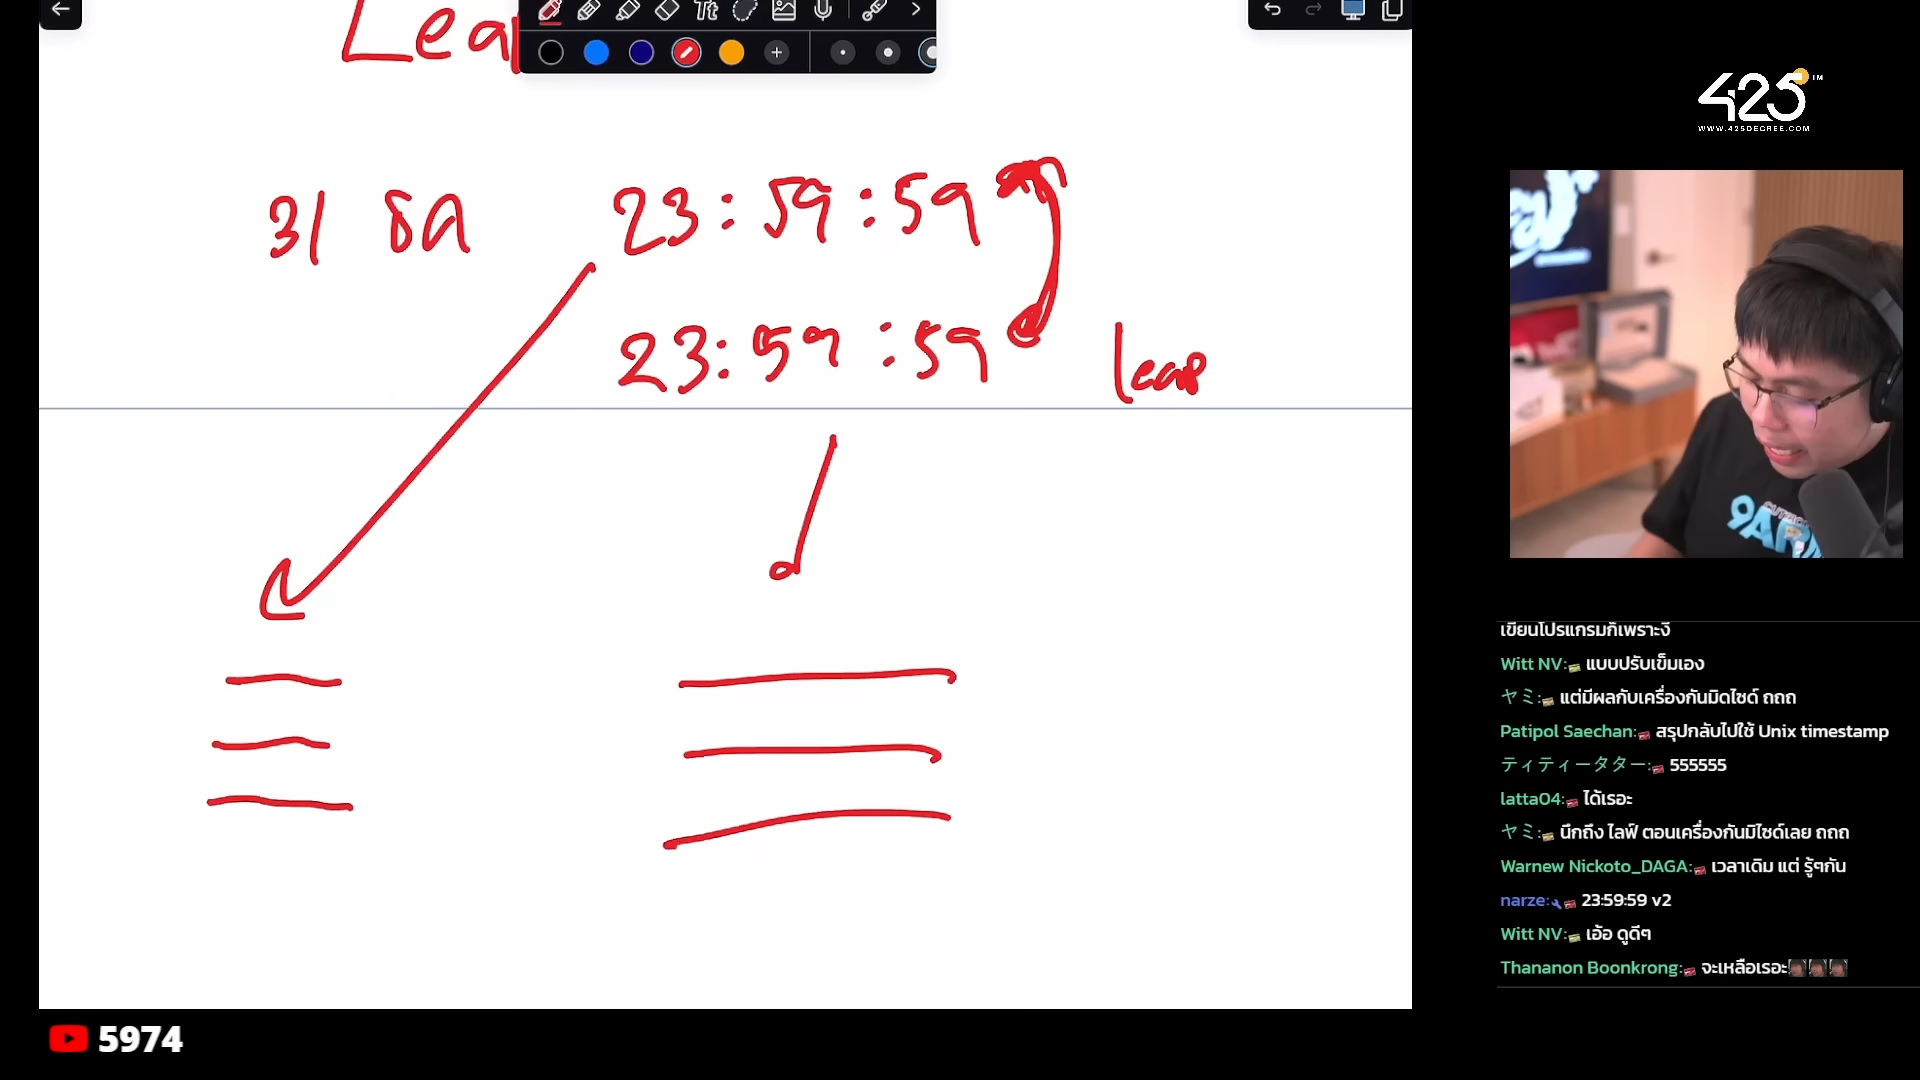 Lea
Tt
31 ธค 23:59:59
23:59:59 leap
425 TM
WWW.425DEGREE.COM
เขียนโปรแกรมก็เพราะงี้
Witt NV: แบบปรับเข็มเอง
ヤミ: แต่มีผลกับเครื่องกันมิดไซด์ ถถถ
Patipol Saechan: สรุปกลับไปใช้ Unix timestamp
ティティータター: 555555
latta04: ได้เรอะ
ヤミ: นึกถึง ไลฟ์ ตอนเครื่องกันมิไซด์เลย ถถถ
Warnew Nickoto_DAGA: เวลาเดิม แต่ รู้ๆกัน
narze: 23:59:59 v2
Witt NV: เอ้อ ดูดีๆ
Thananon Boonkrong: จะเหลือเรอะ
5974